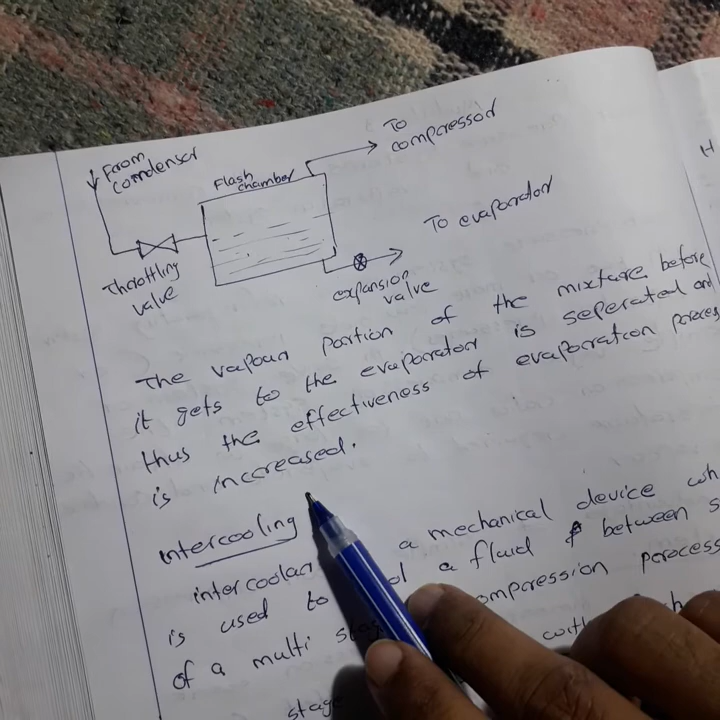 From
condensor
Flash
chamber
To
compressor
To evaporator
Throttling
valve
expansion
valve
The vapour portion of the mixture before
it gets to the evaporator is seperated and
thus the effectiveness of evaporation process
is increased.
intercooling
intercooler a mechanical device
is used to a fluid between
of a multi compression process
stage
H